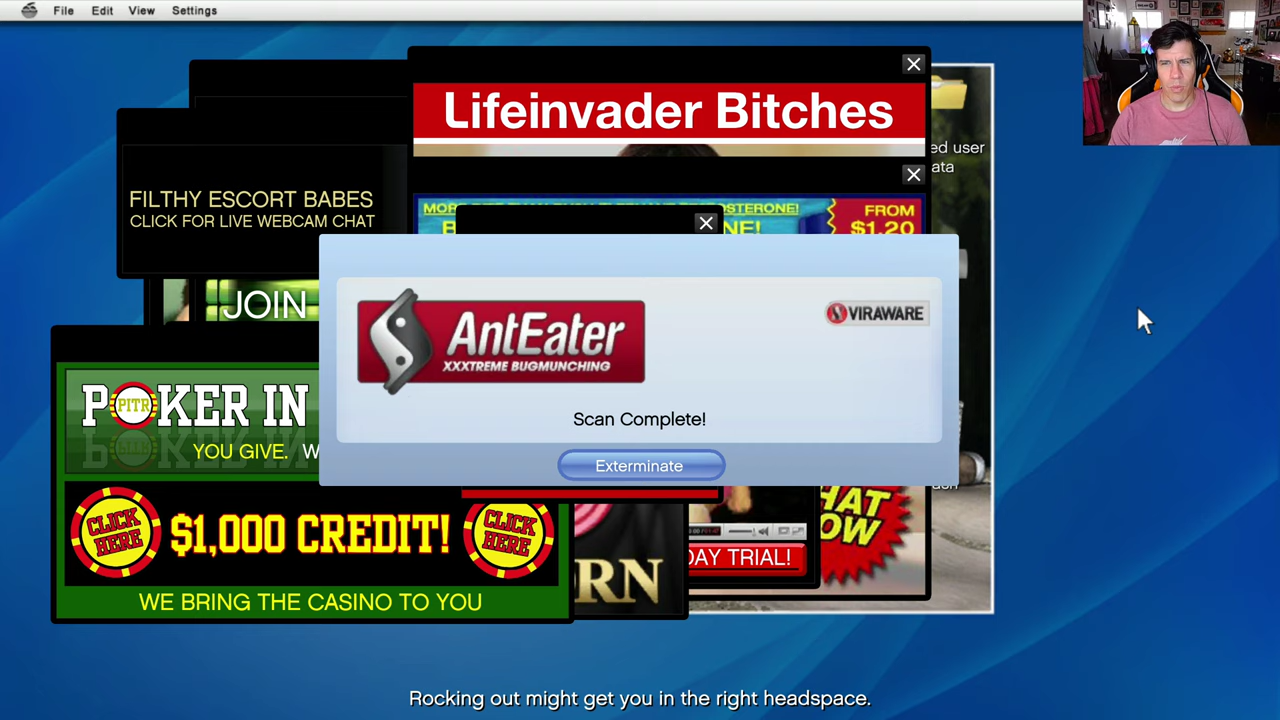 File Edit View Settings
Lifeinvader Bitches
ed user
ata
FILTHY ESCORT BABES
CLICK FOR LIVE WEBCAM CHAT
FROM
$1.20
NE!
JOIN
AntEater
XXXTREME BUGMUNCHING
VIRAWARE
Scan Complete!
Exterminate
POKER IN
PITR
YOU GIVE. W
CLICK HERE
$1,000 CREDIT!
CLICK HERE
WE BRING THE CASINO TO YOU
RN
DAY TRIAL!
HAT
OW
Rocking out might get you in the right headspace.